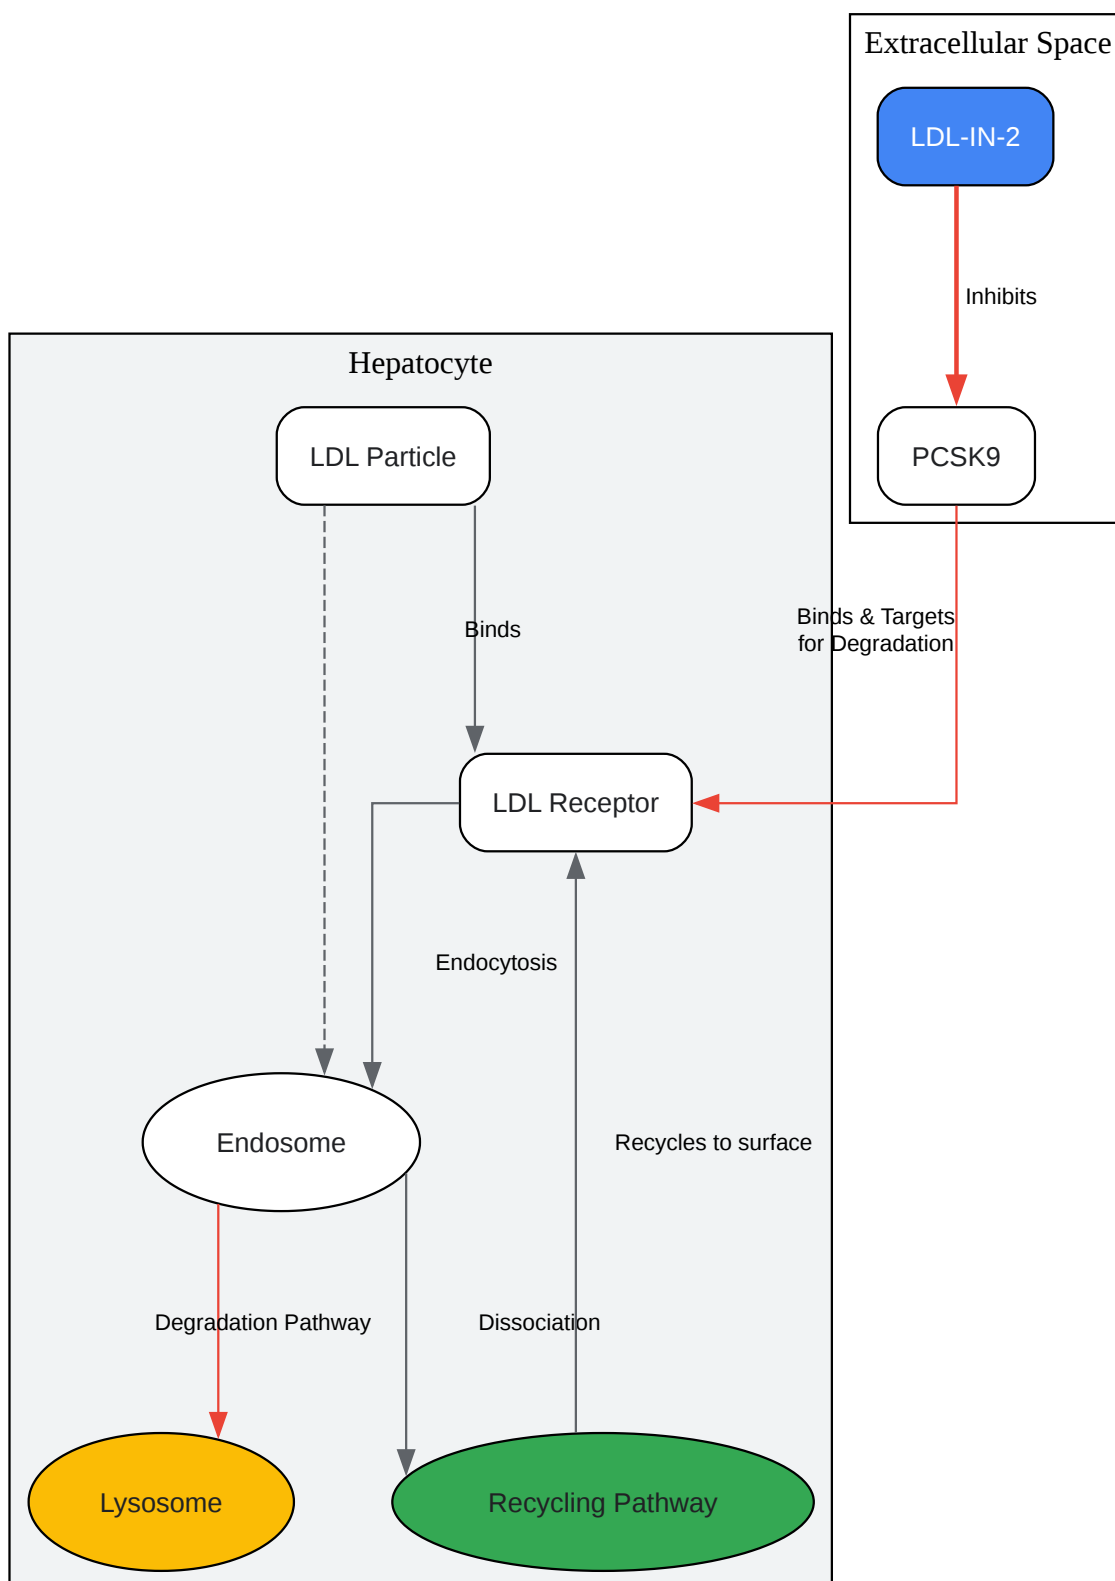 Extracellular Space
LDL-IN-2
Inhibits
Hepatocyte
LDL Particle
PCSK9
Binds
Binds & Targets
for Degradation
LDL Receptor
Endocytosis
Endosome
Recycles to surface
Degradation Pathway
Dissociation
Lysosome
Recycling Pathway